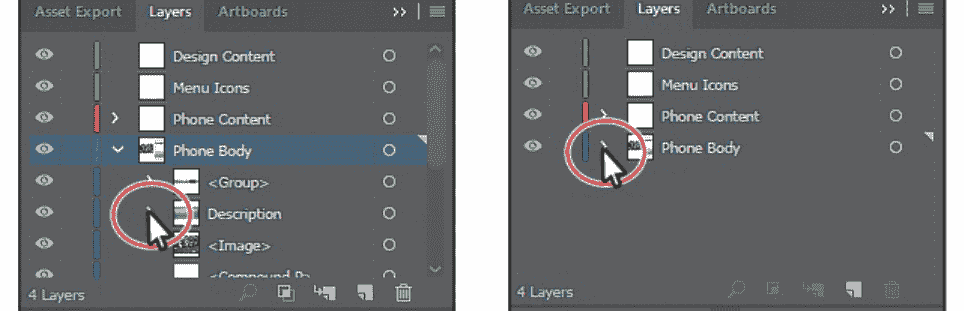 Asset Export Layers Artboards
Design Content
Menu Icons
Phone Content
Phone Body
<Group>
Description
<Image>
<Compound P>
4 Layers
Asset Export Layers Artboards
Design Content
Menu Icons
Phone Content
Phone Body
4 Layers